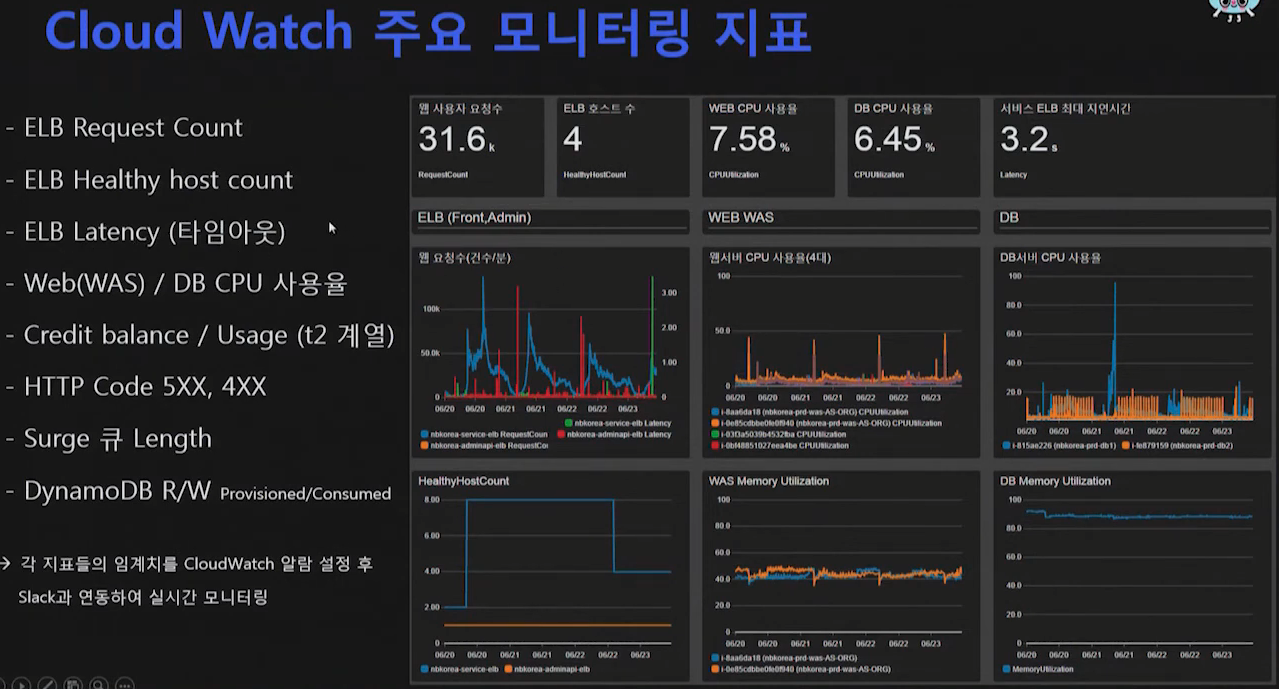 Cloud Watch 주요 모니터링 지표
- ELB Request Count
- ELB Healthy host count
- ELB Latency (타임아웃)
- Web(WAS) / DB CPU 사용율
- Credit balance / Usage (t2 계열)
- HTTP Code 5XX, 4XX
- Surge 큐 Length
- DynamoDB R/W Provisioned/Consumed
→ 각 지표들의 임계치를 CloudWatch 알람 설정 후
Slack과 연동하여 실시간 모니터링
웹 사용자 요청수
31.6 k
RequestCount
ELB 호스트 수
4
HealthyHostCount
WEB CPU 사용율
7.58 %
CPUUtilization
DB CPU 사용율
6.45 %
CPUUtilization
서비스 ELB 최대 지연시간
3.2 s
Latency
ELB (Front,Admin)
WEB WAS
DB
웹 요청수(건수/분)
100k
50.0k
0
3.00
2.00
1.00
0
06/20 06/20 06/21 06/21 06/22 06/22 06/23
nbkorea-service-elb Latency
nbkorea-service-elb RequestCoun nbkorea-adminapi-elb Latency
nbkorea-adminapi-elb RequestCo
웹서버 CPU 사용율(4대)
100
50.0
0
06/20 06/20 06/21 06/21 06/22 06/22 06/23
i-8aa6da18 (nbkorea-prd-was-AS-ORG) CPUUtilization
i-0e85cdbbe0fe0f940 (nbkorea-prd-was-AS-ORG) CPUUtilization
i-03f3a5039b4532fba CPUUtilization
i-0bf48851027eea4be CPUUtilization
DB서버 CPU 사용율
100
80.0
60.0
40.0
20.0
06/20 06/20 06/21 06/21 06/22 06/22 06/23
i-815ae226 (nbkorea-prd-db1) i-fe879159 (nbkorea-prd-db2)
HealthyHostCount
8.00
6.00
4.00
2.00
0
06/20 06/20 06/21 06/21 06/22 06/22 06/23
nbkorea-service-elb nbkorea-adminapi-elb
WAS Memory Utilization
100
80.0
60.0
40.0
20.0
0
06/20 06/20 06/21 06/21 06/22 06/22 06/23
i-8aa6da18 (nbkorea-prd-was-AS-ORG)
i-0e85cdbbe0fe0f940 (nbkorea-prd-was-AS-ORG)
DB Memory Utilization
100
80.0
60.0
40.0
20.0
0
06/20 06/20 06/21 06/21 06/22 06/22 06/23
MemoryUtilization